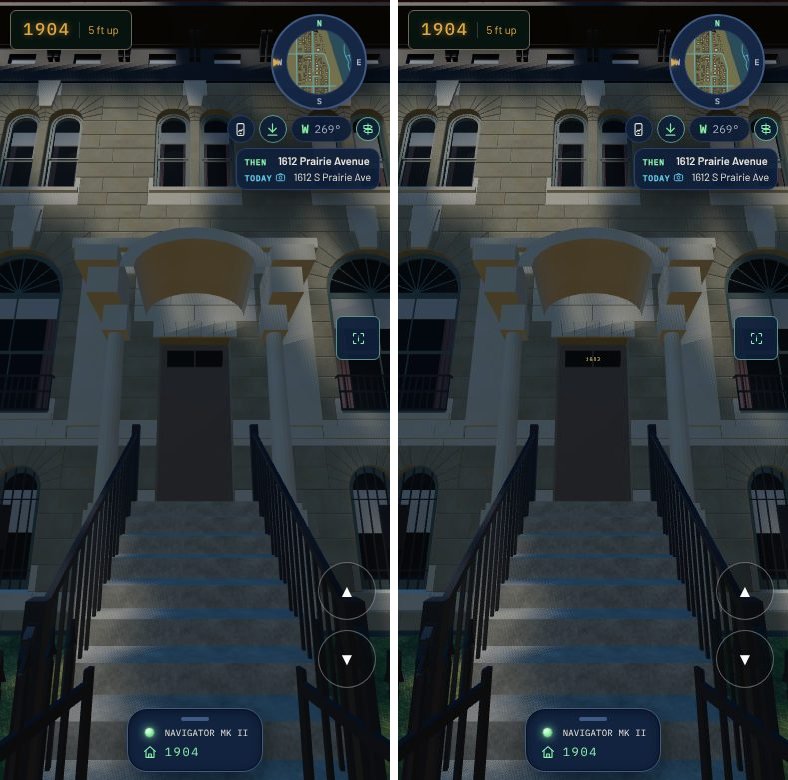 1904 5 ft up
N
W E
S
W 269°
THEN 1612 Prairie Avenue
TODAY 1612 S Prairie Ave
▲
▼
NAVIGATOR MK II
1904
1904 5 ft up
N
W E
S
W 269°
THEN 1612 Prairie Avenue
TODAY 1612 S Prairie Ave
▲
▼
NAVIGATOR MK II
1904